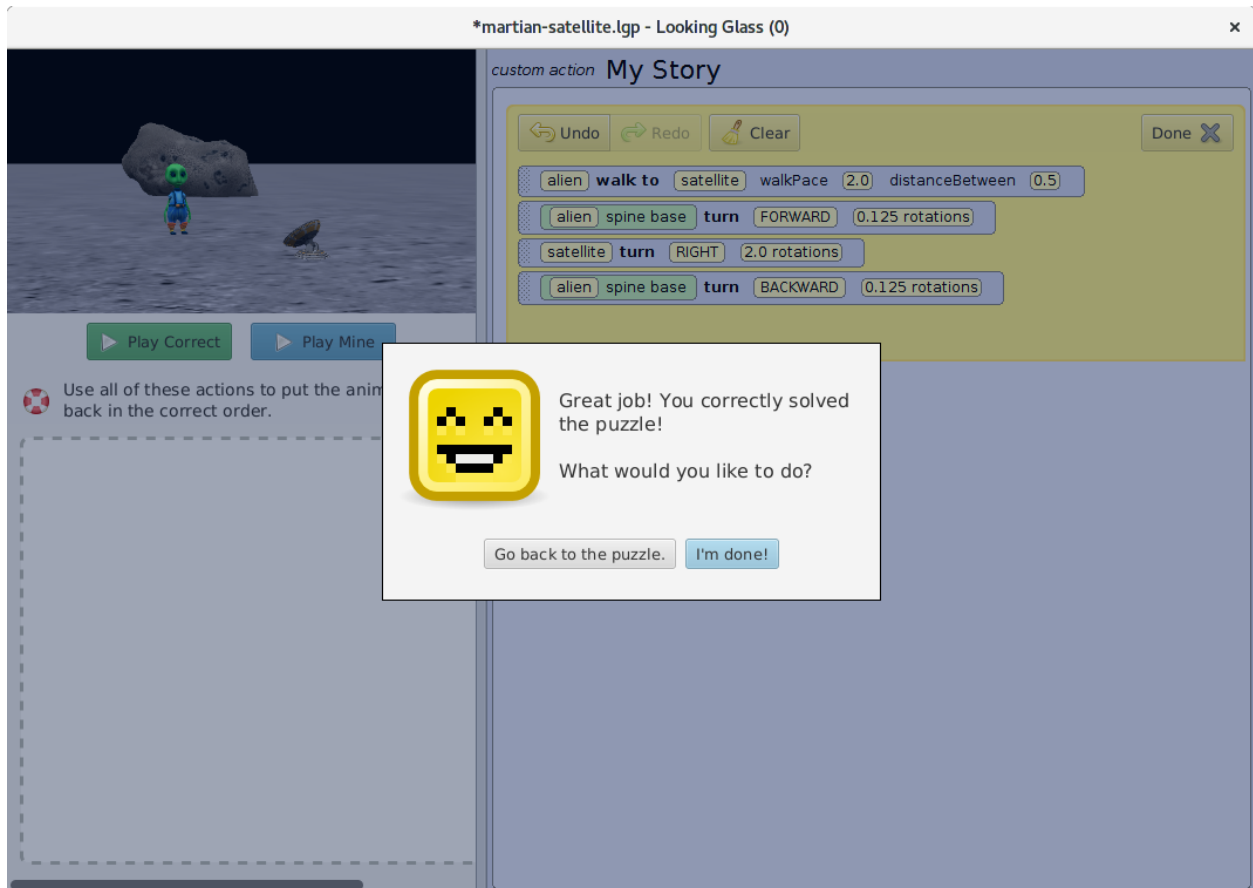 *martian-satellite.lgp - Looking Glass (0)
×
custom action My Story
Undo Redo Clear Done
alien walk to satellite walkPace 2.0 distanceBetween 0.5
alien spine base turn FORWARD 0.125 rotations
satellite turn RIGHT 2.0 rotations
alien spine base turn BACKWARD 0.125 rotations
Play Correct Play Mine
Use all of these actions to put the
back in the correct order.
Great job! You correctly solved
the puzzle!
What would you like to do?
Go back to the puzzle. I'm done!